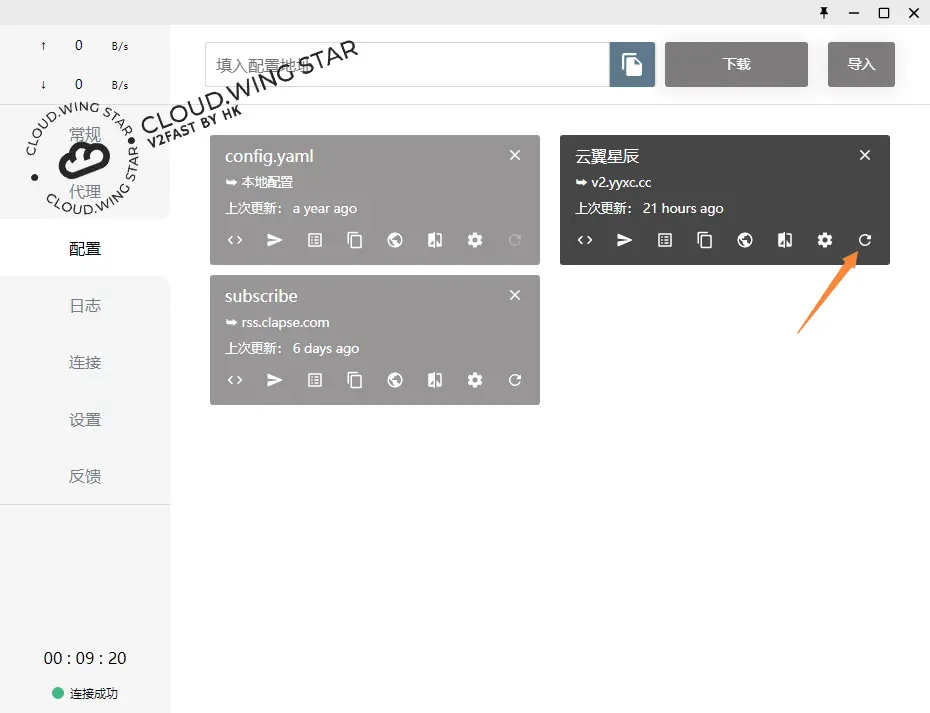 ↑ 0 B/s
↓ 0 B/s
CLOUD.WING STAR
CLOUD.WING STAR
CLOUD.WING STAR
V2FAST BY HK
常规
代理
配置
日志
连接
设置
反馈
00 : 09 : 20
连接成功
填入配置地址
下载
导入
config.yaml
本地配置
上次更新： a year ago
云翼星辰
v2.yyxc.cc
上次更新： 21 hours ago
subscribe
rss.clapse.com
上次更新： 6 days ago